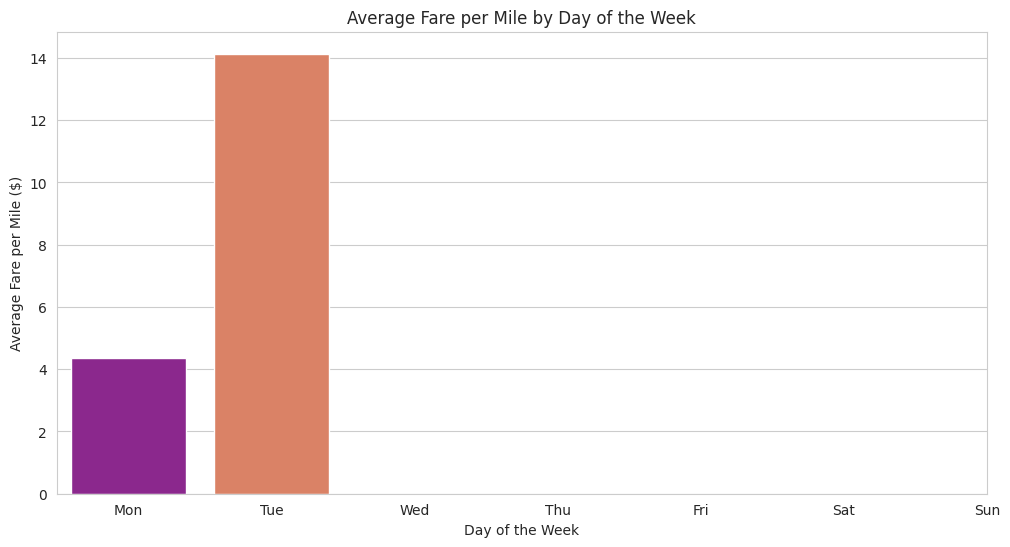 Average Fare per Mile by Day of the Week
Average Fare per Mile ($)
14
12
10
8
6
4
2
0
Mon Tue Wed Thu Fri Sat Sun
Day of the Week